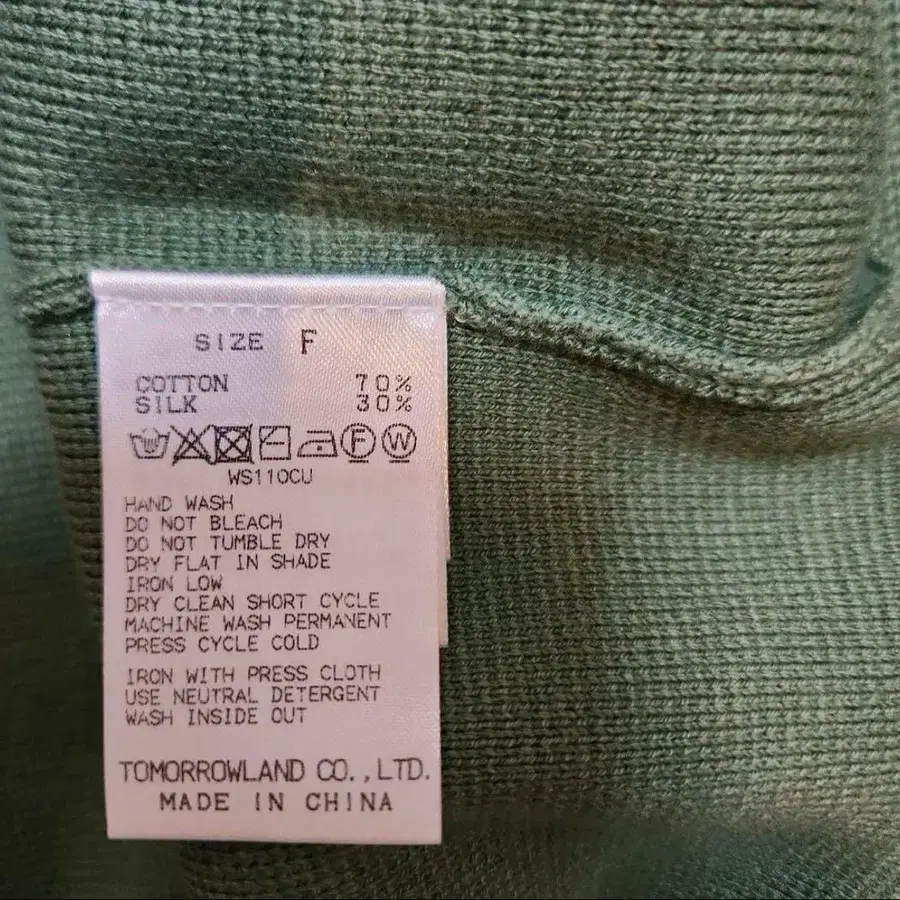 SIZE F
COTTON 70%
SILK 30%
F W
WS110CU
HAND WASH
DO NOT BLEACH
DO NOT TUMBLE DRY
DRY FLAT IN SHADE
IRON LOW
DRY CLEAN SHORT CYCLE
MACHINE WASH PERMANENT
PRESS CYCLE COLD
IRON WITH PRESS CLOTH
USE NEUTRAL DETERGENT
WASH INSIDE OUT
TOMORROWLAND CO.,LTD.
MADE IN CHINA